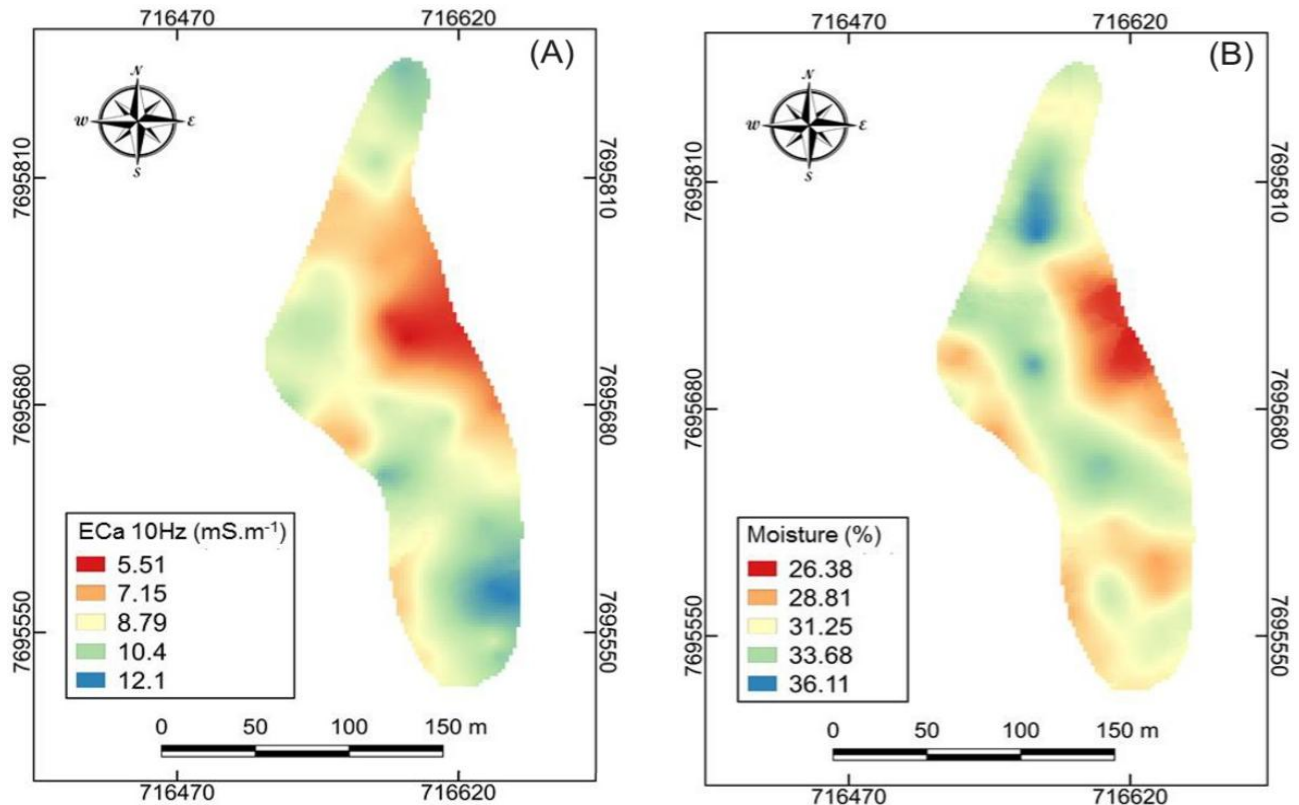 716470 716620
(A)
N
W E
S
7695810 7695810
7695680 7695680
7695550 7695550
ECa 10Hz (mS.m⁻¹)
5.51
7.15
8.79
10.4
12.1
0 50 100 150 m
716470 716620
716470 716620
(B)
N
W E
S
7695810 7695810
7695680 7695680
7695550 7695550
Moisture (%)
26.38
28.81
31.25
33.68
36.11
0 50 100 150 m
716470 716620